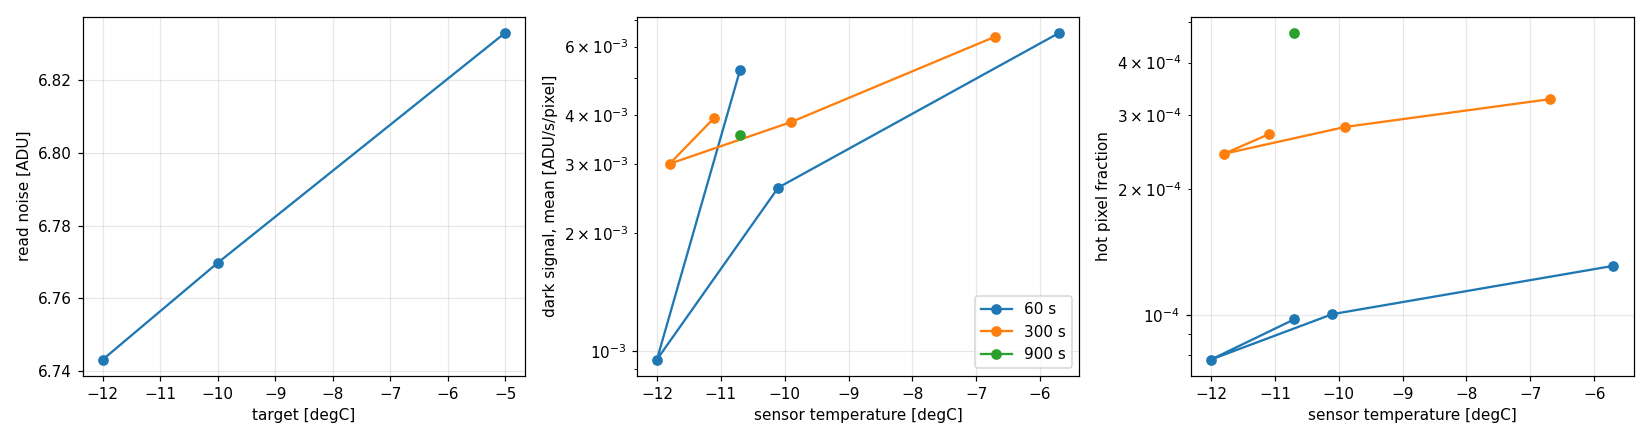 read noise [ADU]
6.82
6.80
6.78
6.76
6.74
−12 −11 −10 −9 −8 −7 −6 −5
target [degC]
dark signal, mean [ADU/s/pixel]
6 × 10⁻³
4 × 10⁻³
3 × 10⁻³
2 × 10⁻³
10⁻³
60 s
300 s
900 s
−12 −11 −10 −9 −8 −7 −6
sensor temperature [degC]
hot pixel fraction
4 × 10⁻⁴
3 × 10⁻⁴
2 × 10⁻⁴
10⁻⁴
−12 −11 −10 −9 −8 −7 −6
sensor temperature [degC]